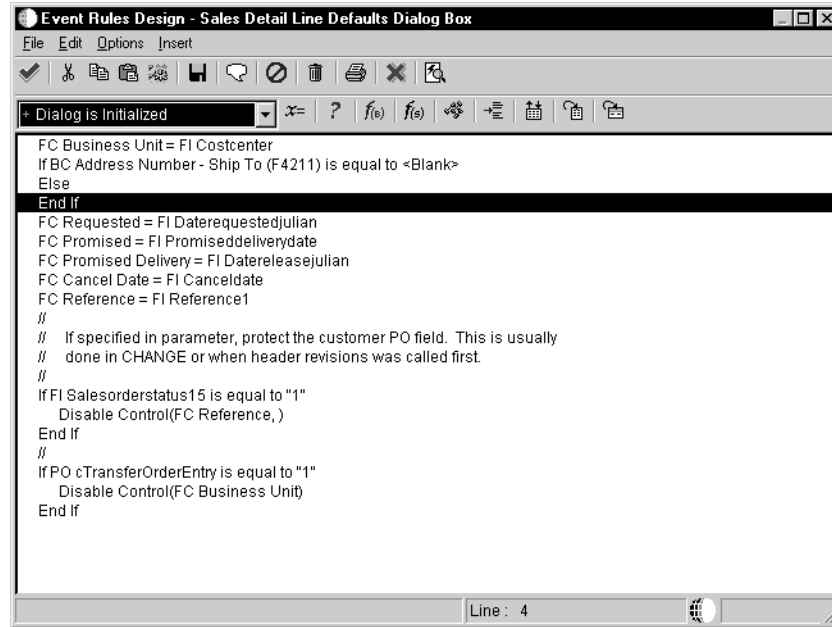 Event Rules Design - Sales Detail Line Defaults Dialog Box
File Edit Options Insert
x= ? f(B) f(s)
+ Dialog is Initialized
FC Business Unit = FI Costcenter
If BC Address Number - Ship To (F4211) is equal to <Blank>
Else
End If
FC Requested = FI Daterequestedjulian
FC Promised = FI Promiseddeliverydate
FC Promised Delivery = FI Datereleasejulian
FC Cancel Date = FI Canceldate
FC Reference = FI Reference1
//
// If specified in parameter, protect the customer PO field. This is usually
// done in CHANGE or when header revisions was called first.
//
If FI Salesorderstatus15 is equal to "1"
Disable Control(FC Reference, )
End If
//
If PO cTransferOrderEntry is equal to "1"
Disable Control(FC Business Unit)
End If
Line : 4